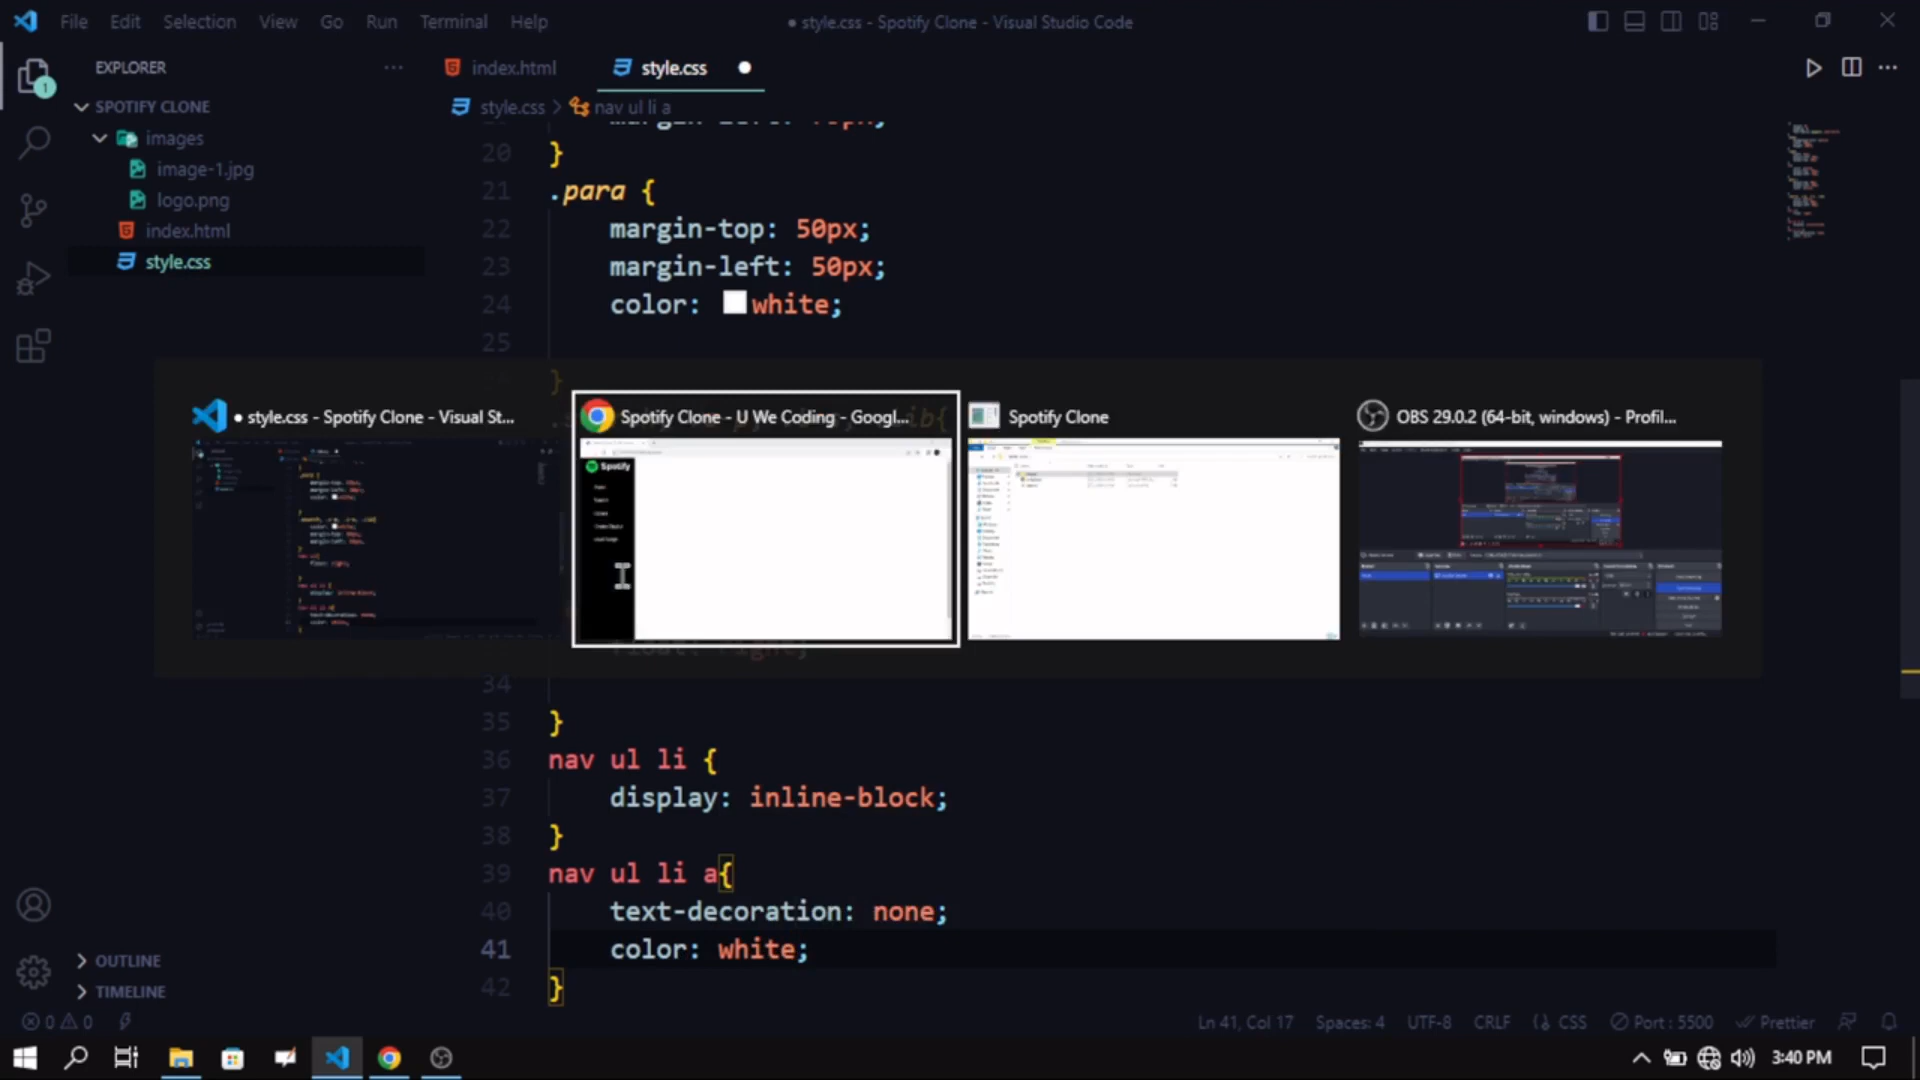 File Edit Selection View Go Run Terminal Help
● style.css - Spotify Clone - Visual Studio Code
EXPLORER
1
SPOTIFY CLONE
images
image-1.jpg
logo.png
index.html
style.css
index.html
style.css
style.css > nav ul li a
20 }
21 .para {
22 margin-top: 50px;
23 margin-left: 50px;
24 color: white;
25
}
● style.css - Spotify Clone - Visual St...
Spotify Clone - U We Coding - Googl...
Spotify Clone
OBS 29.0.2 (64-bit, windows) - Profil...
Spotify
float: right;
34
35 }
36 nav ul li {
37 display: inline-block;
38 }
39 nav ul li a{
40 text-decoration: none;
41 color: white;
42 }
OUTLINE
TIMELINE
0 0
Ln 41, Col 17 Spaces: 4 UTF-8 CRLF CSS Port : 5500 Prettier
3:40 PM